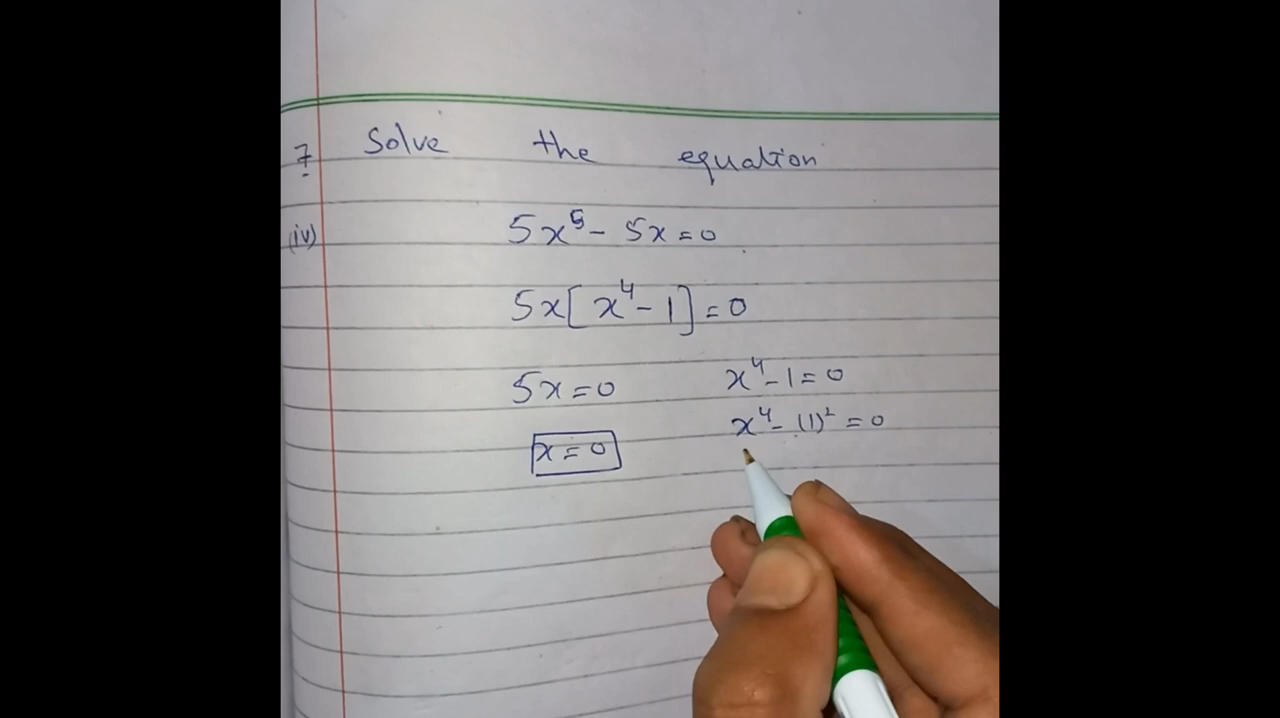 7 Solve the equation
(iv) 5x⁵ - 5x = 0
5x[x⁴ - 1] = 0
5x = 0 x⁴ - 1 = 0
x⁴ - (1)² = 0
x = 0